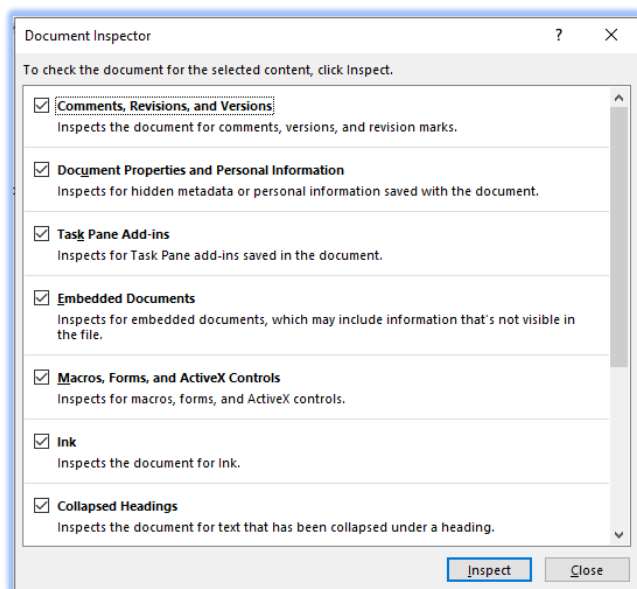 Document Inspector
To check the document for the selected content, click Inspect.
Comments, Revisions, and Versions
Inspects the document for comments, versions, and revision marks.
Document Properties and Personal Information
Inspects for hidden metadata or personal information saved with the document.
Task Pane Add-ins
Inspects for Task Pane add-ins saved in the document.
Embedded Documents
Inspects for embedded documents, which may include information that's not visible in
the file.
Macros, Forms, and ActiveX Controls
Inspects for macros, forms, and ActiveX controls.
Ink
Inspects the document for Ink.
Collapsed Headings
Inspects the document for text that has been collapsed under a heading.
Inspect Close